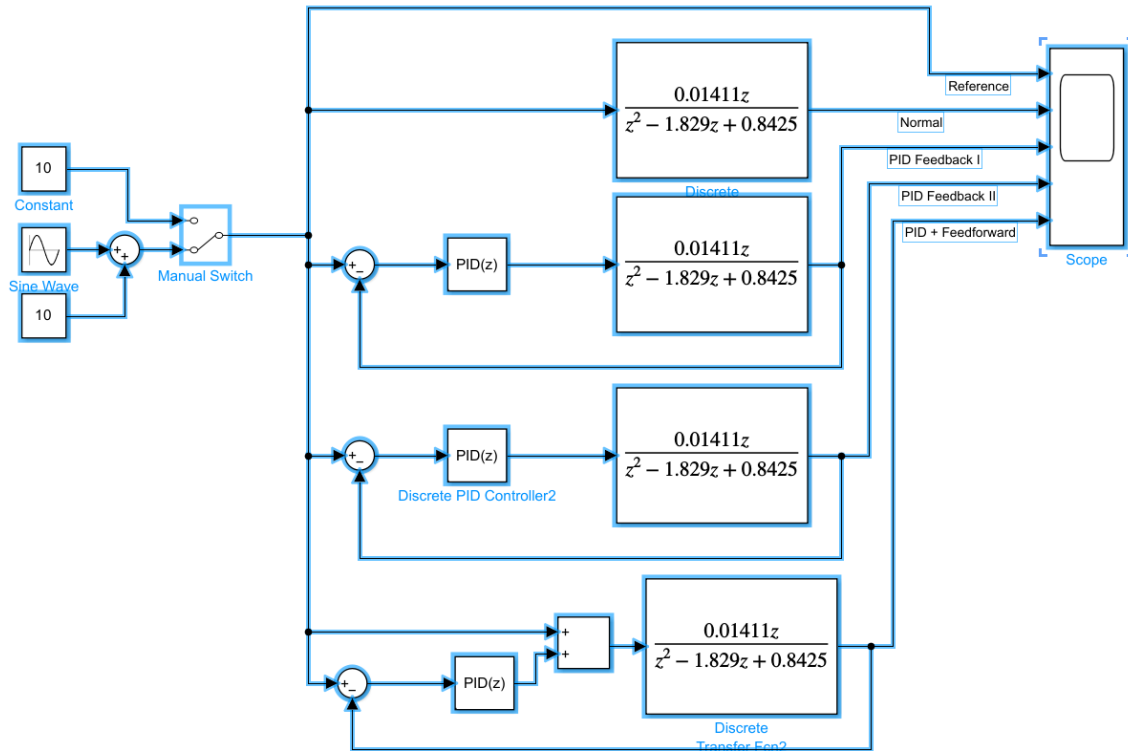 0.01411z
z² − 1.829z + 0.8425
Reference
Normal
PID Feedback I
PID Feedback II
PID + Feedforward
Scope
Discrete
10
Constant
Sine Wave
10
+
+
Manual Switch
+
−
PID(z)
0.01411z
z² − 1.829z + 0.8425
+
−
PID(z)
Discrete PID Controller2
0.01411z
z² − 1.829z + 0.8425
+
−
PID(z)
+
+
0.01411z
z² − 1.829z + 0.8425
Discrete
Transfer Fcn2